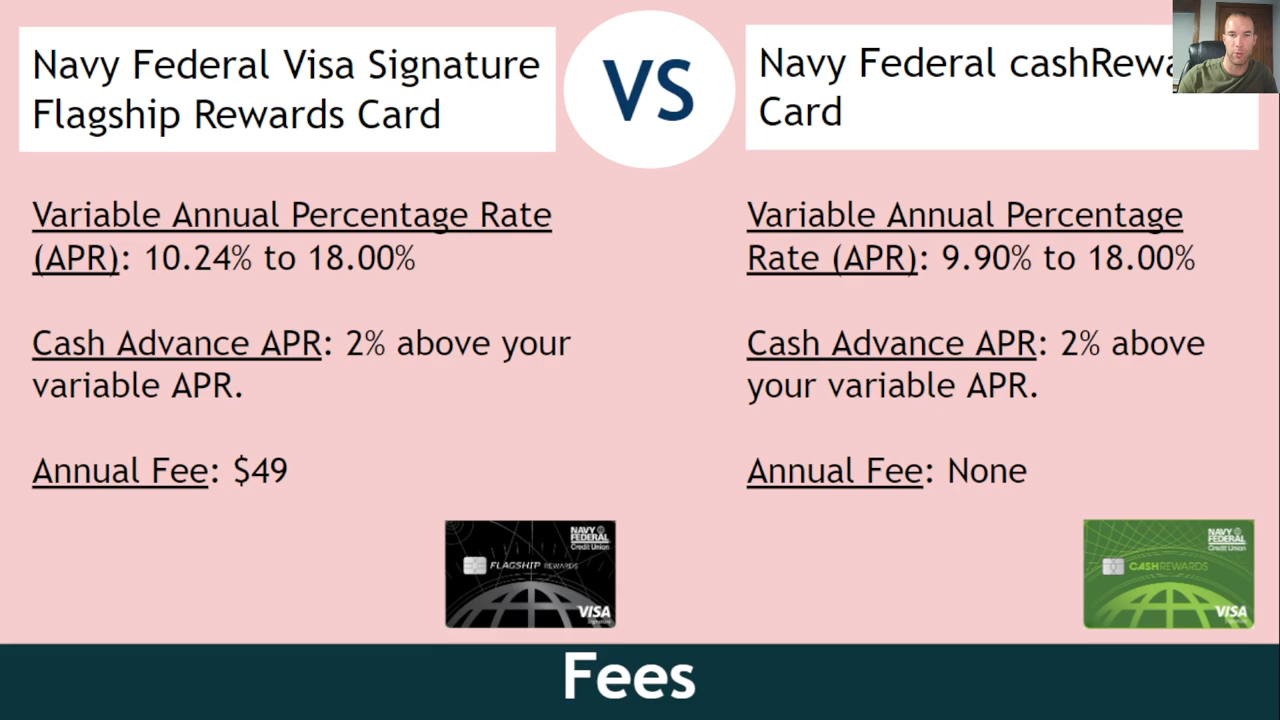 Navy Federal Visa Signature
Flagship Rewards Card
VS
Navy Federal cashRewa
Card
Variable Annual Percentage Rate
(APR): 10.24% to 18.00%
Cash Advance APR: 2% above your
variable APR.
Annual Fee: $49
Variable Annual Percentage
Rate (APR): 9.90% to 18.00%
Cash Advance APR: 2% above
your variable APR.
Annual Fee: None
NAVY
FEDERAL
Credit Union
FLAGSHIP REWARDS
VISA
Signature
NAVY
FEDERAL
Credit Union
CASHREWARDS
VISA
Signature
Fees